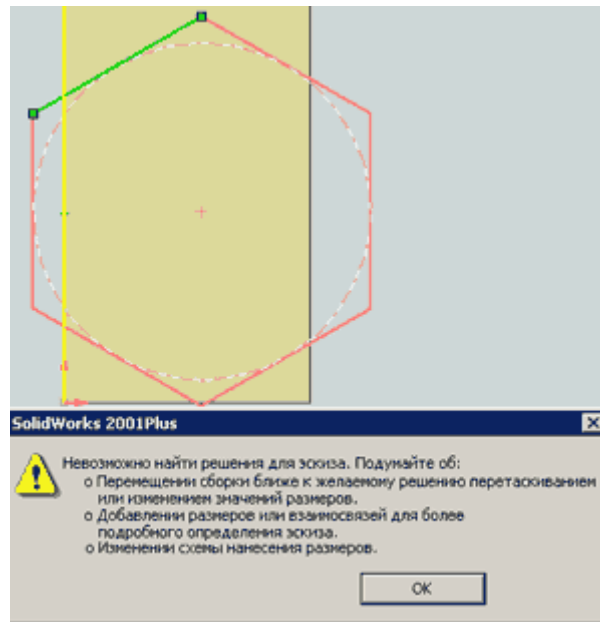 SolidWorks 2001Plus
Невозможно найти решения для эскиза. Подумайте об:
o Перемещении сборки ближе к желаемому решению перетаскиванием
или изменением значений размеров.
o Добавлении размеров или взаимосвязей для более
подробного определения эскиза.
o Изменении схемы нанесения размеров.
OK